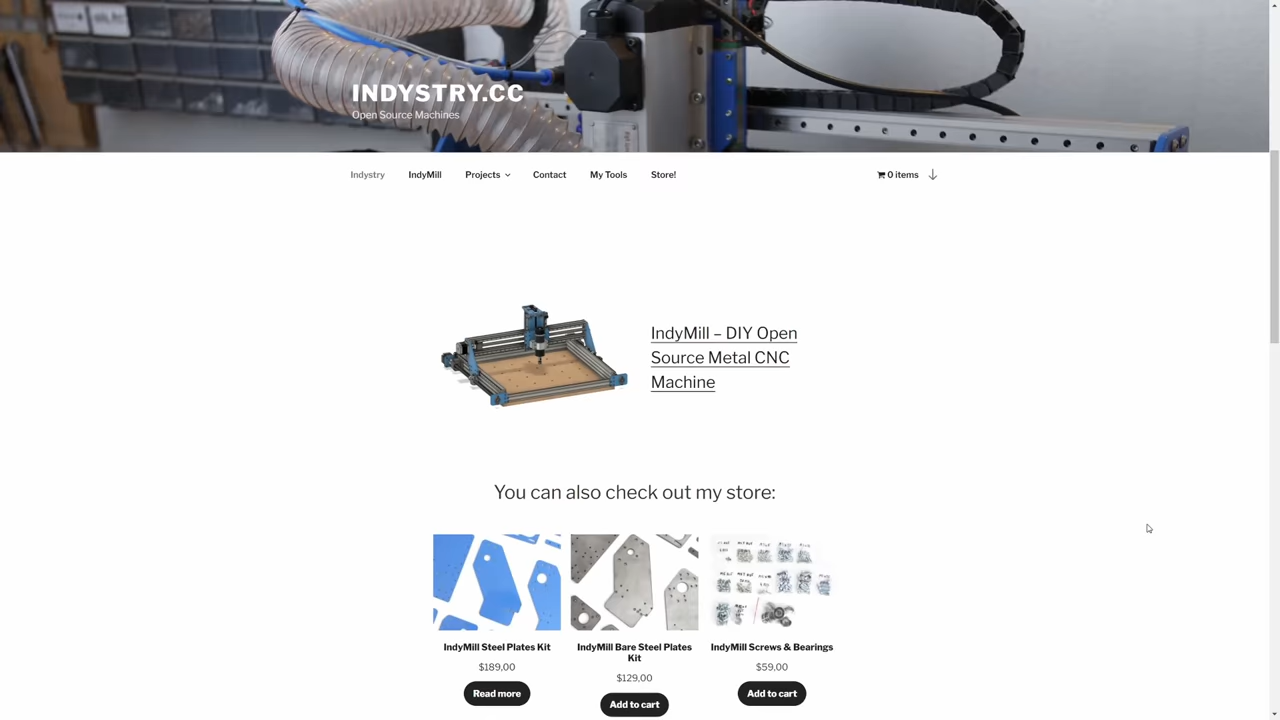 INDYSTRY.CC
Open Source Machines
Indystry IndyMill Projects Contact My Tools Store! 0 items
IndyMill – DIY Open
Source Metal CNC
Machine
You can also check out my store:
IndyMill Steel Plates Kit
$189,00
Read more
IndyMill Bare Steel Plates
Kit
$129,00
Add to cart
IndyMill Screws & Bearings
$59,00
Add to cart